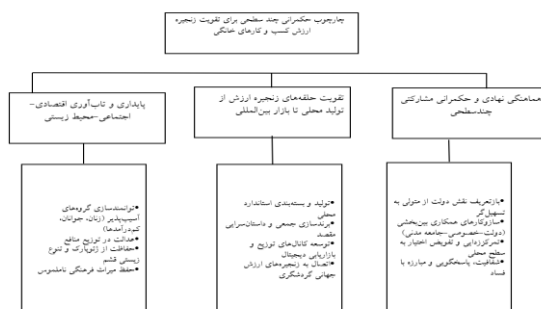 چارچوب حکمرانی چند سطحی برای تقویت زنجیره
ارزش کسب و کارهای خانگی
هماهنگی نهادی و حکمرانی مشارکتی
چندسطحی
تقویت حلقه‌های زنجیره ارزش از
تولید محلی تا بازار بین‌المللی
پایداری و تاب‌آوری اقتصادی-
اجتماعی-محیط زیستی
•بازتعریف نقش دولت از متولی به
تسهیل‌گر
•سازوکارهای همکاری بین‌بخشی
(دولت-خصوصی-جامعه مدنی)
•تمرکززدایی و تفویض اختیار به
سطح محلی
•شفافیت، پاسخگویی و مبارزه با
فساد
•تولید و بسته‌بندی استاندارد
محلی
•برندسازی جمعی و داستان‌سرایی
مقصد
•توسعه کانال‌های توزیع و
بازاریابی دیجیتال
•اتصال به زنجیره‌های ارزش
جهانی گردشگری
•توانمندسازی گروه‌های
آسیب‌پذیر (زنان، جوانان،
کم‌درآمدها)
•عدالت در توزیع منافع
•حفاظت از ژئوپارک و تنوع
زیستی قشم
•حفظ میراث فرهنگی ناملموس